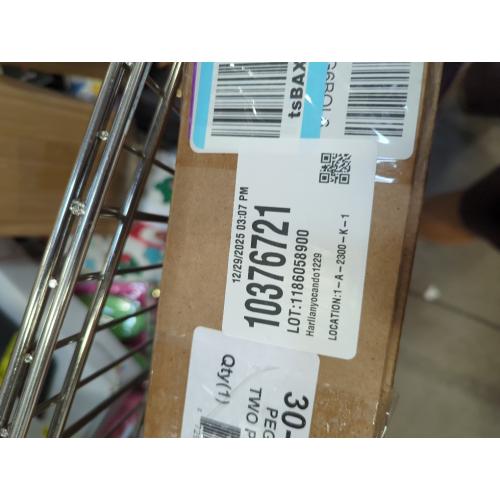 tsBAX
12/29/2025 03:07 PM
10376721
LOT:1186058900
Harlianyocando1229
LOCATION:1-A-2300-K-1
30-
PEG
TWO P
Qty(1)